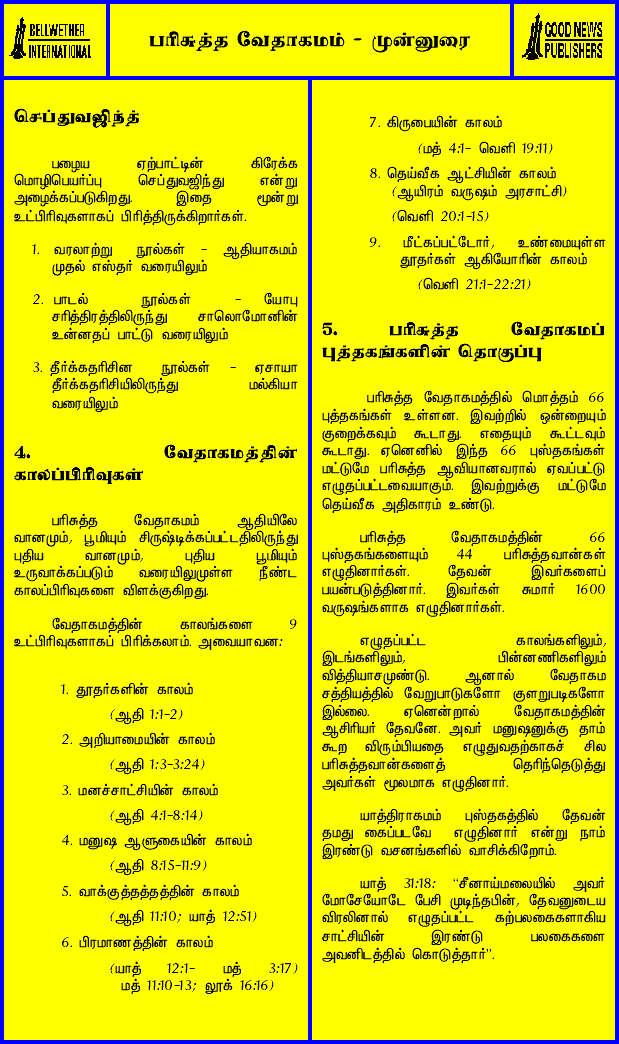 BELLWETHER
INTERNATIONAL
பரிசுத்த வேதாகமம் - முன்னுரை
GOOD NEWS
PUBLISHERS
செப்துவஜிந்த்
பழைய ஏற்பாட்டின் கிரேக்க
மொழிபெயர்ப்பு செப்துவஜிந்து என்று
அழைக்கப்படுகிறது. இதை மூன்று
உட்பிரிவுகளாகப் பிரித்திருக்கிறார்கள்.
1. வரலாற்று நூல்கள் - ஆதியாகமம்
முதல் எஸ்தர் வரையிலும்
2. பாடல் நூல்கள் - யோபு
சரித்திரத்திலிருந்து சாலொமோனின்
உன்னதப் பாட்டு வரையிலும்
3. தீர்க்கதரிசின நூல்கள் - ஏசாயா
தீர்க்கதரிசியிலிருந்து மல்கியா
வரையிலும்
4. வேதாகமத்தின்
காலப்பிரிவுகள்
பரிசுத்த வேதாகமம் ஆதியிலே
வானமும், பூமியும் சிருஷ்டிக்கப்பட்டதிலிருந்து
புதிய வானமும், புதிய பூமியும்
உருவாக்கப்படும் வரையிலுமுள்ள நீண்ட
காலப்பிரிவுகளை விளக்குகிறது.
வேதாகமத்தின் காலங்களை 9
உட்பிரிவுகளாகப் பிரிக்கலாம். அவையாவன:
1. தூதர்களின் காலம்
(ஆதி 1:1-2)
2. அறியாமையின் காலம்
(ஆதி 1:3-3:24)
3. மனச்சாட்சியின் காலம்
(ஆதி 4:1-8:14)
4. மனுஷ ஆளுகையின் காலம்
(ஆதி 8:15-11:9)
5. வாக்குத்தத்தத்தின் காலம்
(ஆதி 11:10; யாத் 12:51)
6. பிரமாணத்தின் காலம்
(யாத் 12:1- மத் 3:17)
மத் 11:10-13; லூக் 16:16)
7. கிருபையின் காலம்
(மத் 4:1- வெளி 19:11)
8. தெய்வீக ஆட்சியின் காலம்
(ஆயிரம் வருஷம் அரசாட்சி)
(வெளி 20:1-15)
9. மீட்கப்பட்டோர், உண்மையுள்ள
தூதர்கள் ஆகியோரின் காலம்
(வெளி 21:1-22:21)
5. பரிசுத்த வேதாகமப்
புத்தகங்களின் தொகுப்பு
பரிசுத்த வேதாகமத்தில் மொத்தம் 66
புத்தகங்கள் உள்ளன. இவற்றில் ஒன்றையும்
குறைக்கவும் கூடாது. எதையும் கூட்டவும்
கூடாது. ஏனெனில் இந்த 66 புஸ்தகங்கள்
மட்டுமே பரிசுத்த ஆவியானவரால் ஏவப்பட்டு
எழுதப்பட்டவையாகும். இவற்றுக்கு மட்டுமே
தெய்வீக அதிகாரம் உண்டு.
பரிசுத்த வேதாகமத்தின் 66
புஸ்தகங்களையும் 44 பரிசுத்தவான்கள்
எழுதினார்கள். தேவன் இவர்களைப்
பயன்படுத்தினார். இவர்கள் சுமார் 1600
வருஷங்களாக எழுதினார்கள்.
எழுதப்பட்ட காலங்களிலும்,
இடங்களிலும், பின்னணிகளிலும்
வித்தியாசமுண்டு. ஆனால் வேதாகம
சத்தியத்தில் வேறுபாடுகளோ குளறுபடிகளோ
இல்லை. ஏனென்றால் வேதாகமத்தின்
ஆசிரியர் தேவனே. அவர் மனுஷனுக்கு தாம்
கூற விரும்பியதை எழுதுவதற்காகச் சில
பரிசுத்தவான்களைத் தெரிந்தெடுத்து
அவர்கள் மூலமாக எழுதினார்.
யாத்திராகமம் புஸ்தகத்தில் தேவன்
தமது கைப்படவே எழுதினார் என்று நாம்
இரண்டு வசனங்களில் வாசிக்கிறோம்.
யாத் 31:18: “சீனாய்மலையில் அவர்
மோசேயோடே பேசி முடிந்தபின், தேவனுடைய
விரலினால் எழுதப்பட்ட கற்பலகைகளாகிய
சாட்சியின் இரண்டு பலகைகளை
அவனிடத்தில் கொடுத்தார்”.